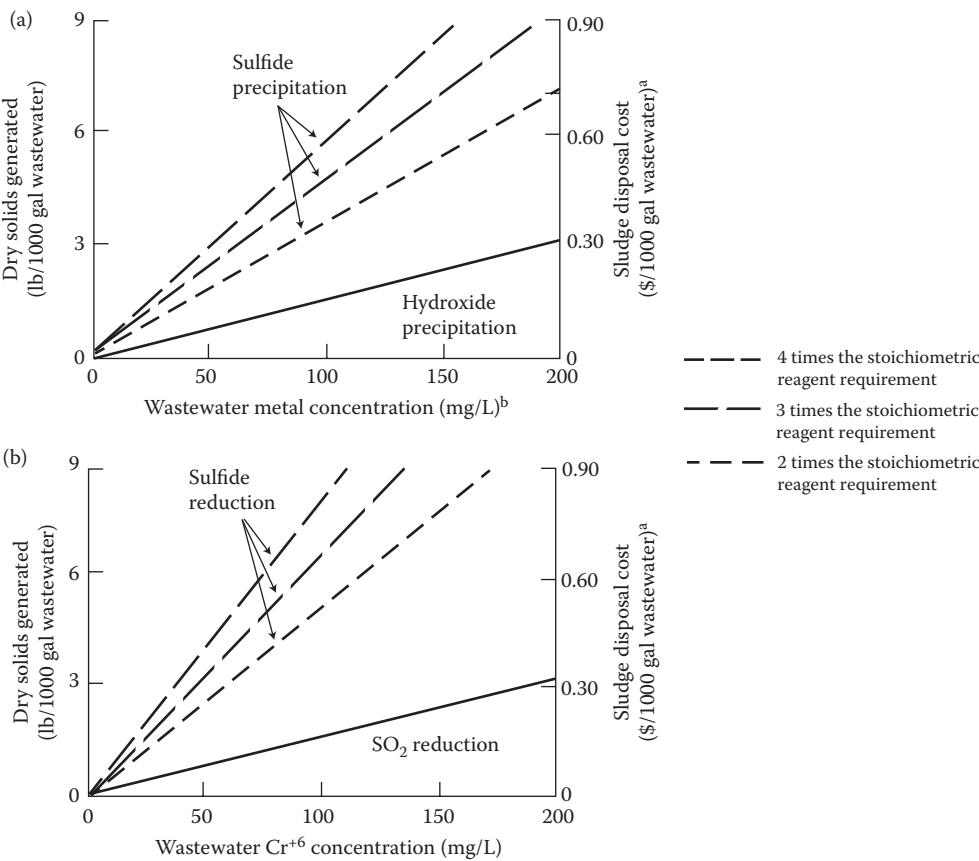 (a)
9
6
3
0
Dry solids generated
(lb/1000 gal wastewater)
Sulfide
precipitation
Hydroxide
precipitation
0.90
0.60
0.30
0
Sludge disposal cost
($/1000 gal wastewater)ᵃ
0 50 100 150 200
Wastewater metal concentration (mg/L)ᵇ
4 times the stoichiometric
reagent requirement
3 times the stoichiometric
reagent requirement
2 times the stoichiometric
reagent requirement
(b)
9
6
3
0
Dry solids generated
(lb/1000 gal wastewater)
Sulfide
reduction
SO₂ reduction
0.90
0.60
0.30
0
Sludge disposal cost
($/1000 gal wastewater)ᵃ
0 50 100 150 200
Wastewater Cr⁺⁶ concentration (mg/L)